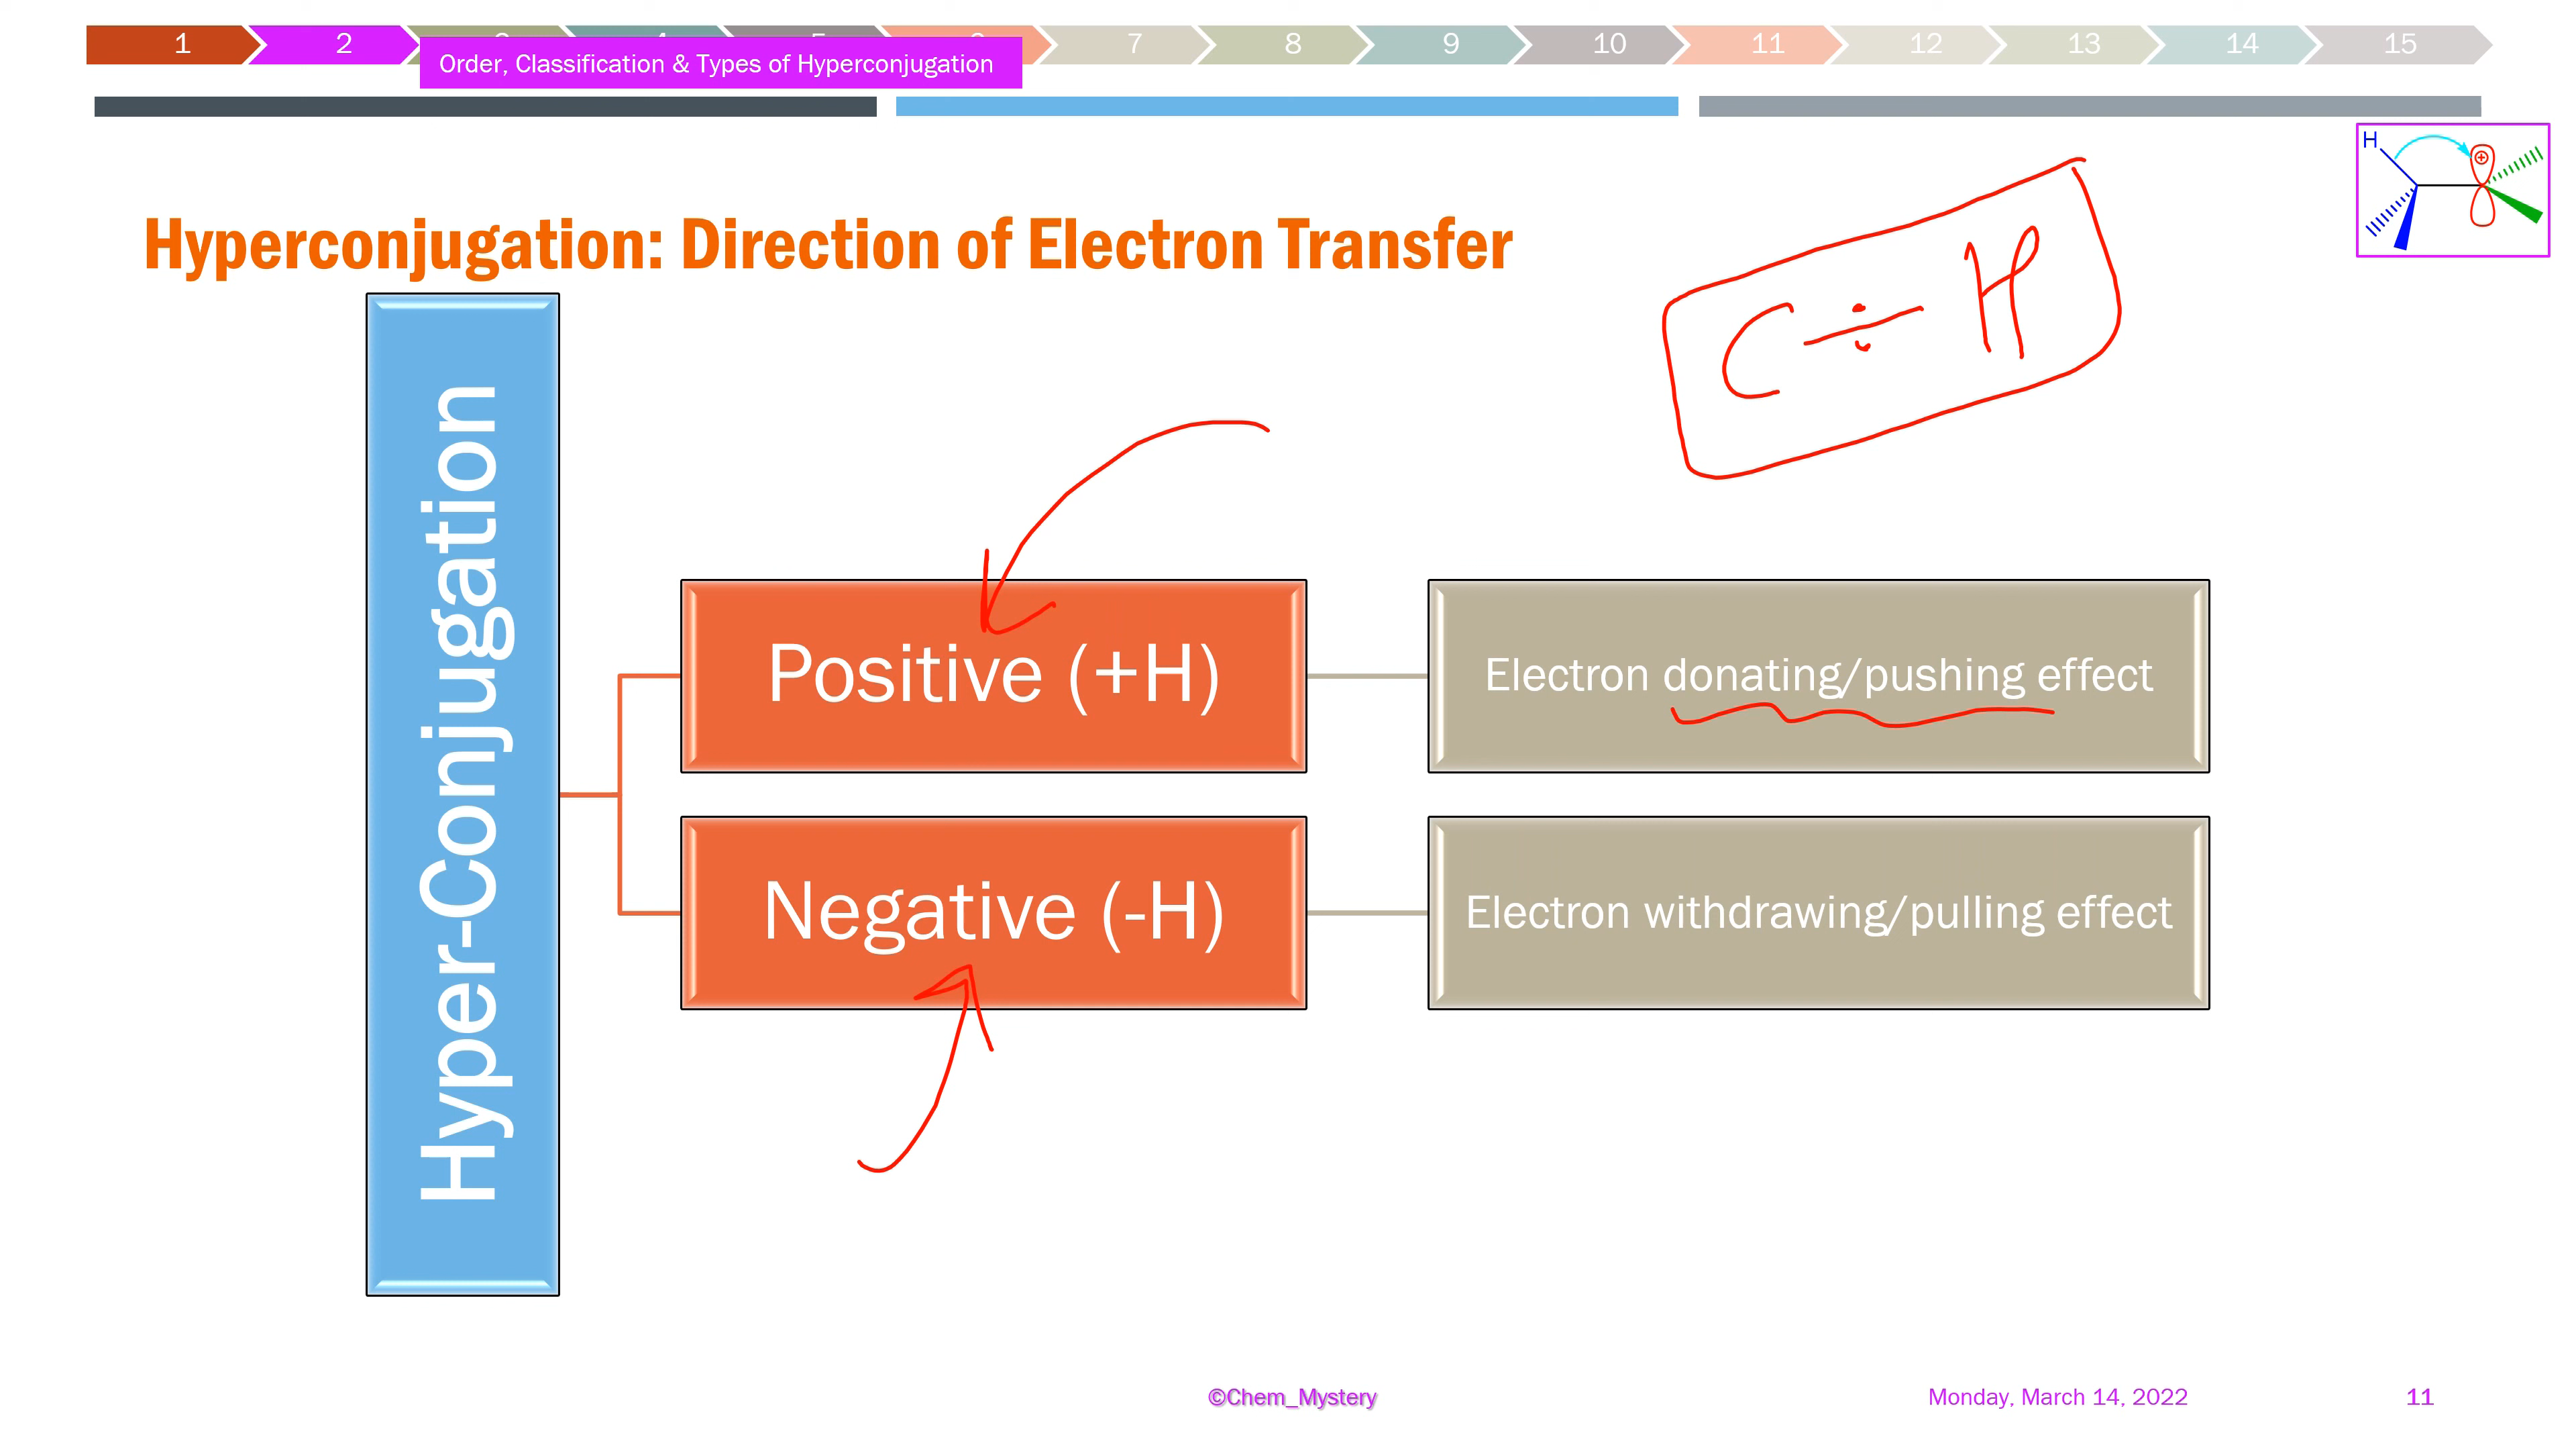 1 2 7 8 9 10 11 12 13 14 15
Order, Classification & Types of Hyperconjugation
H
Hyperconjugation: Direction of Electron Transfer
C H
Hyper-Conjugation
Positive (+H)
Electron donating/pushing effect
Negative (-H)
Electron withdrawing/pulling effect
©Chem_Mystery
Monday, March 14, 2022
11